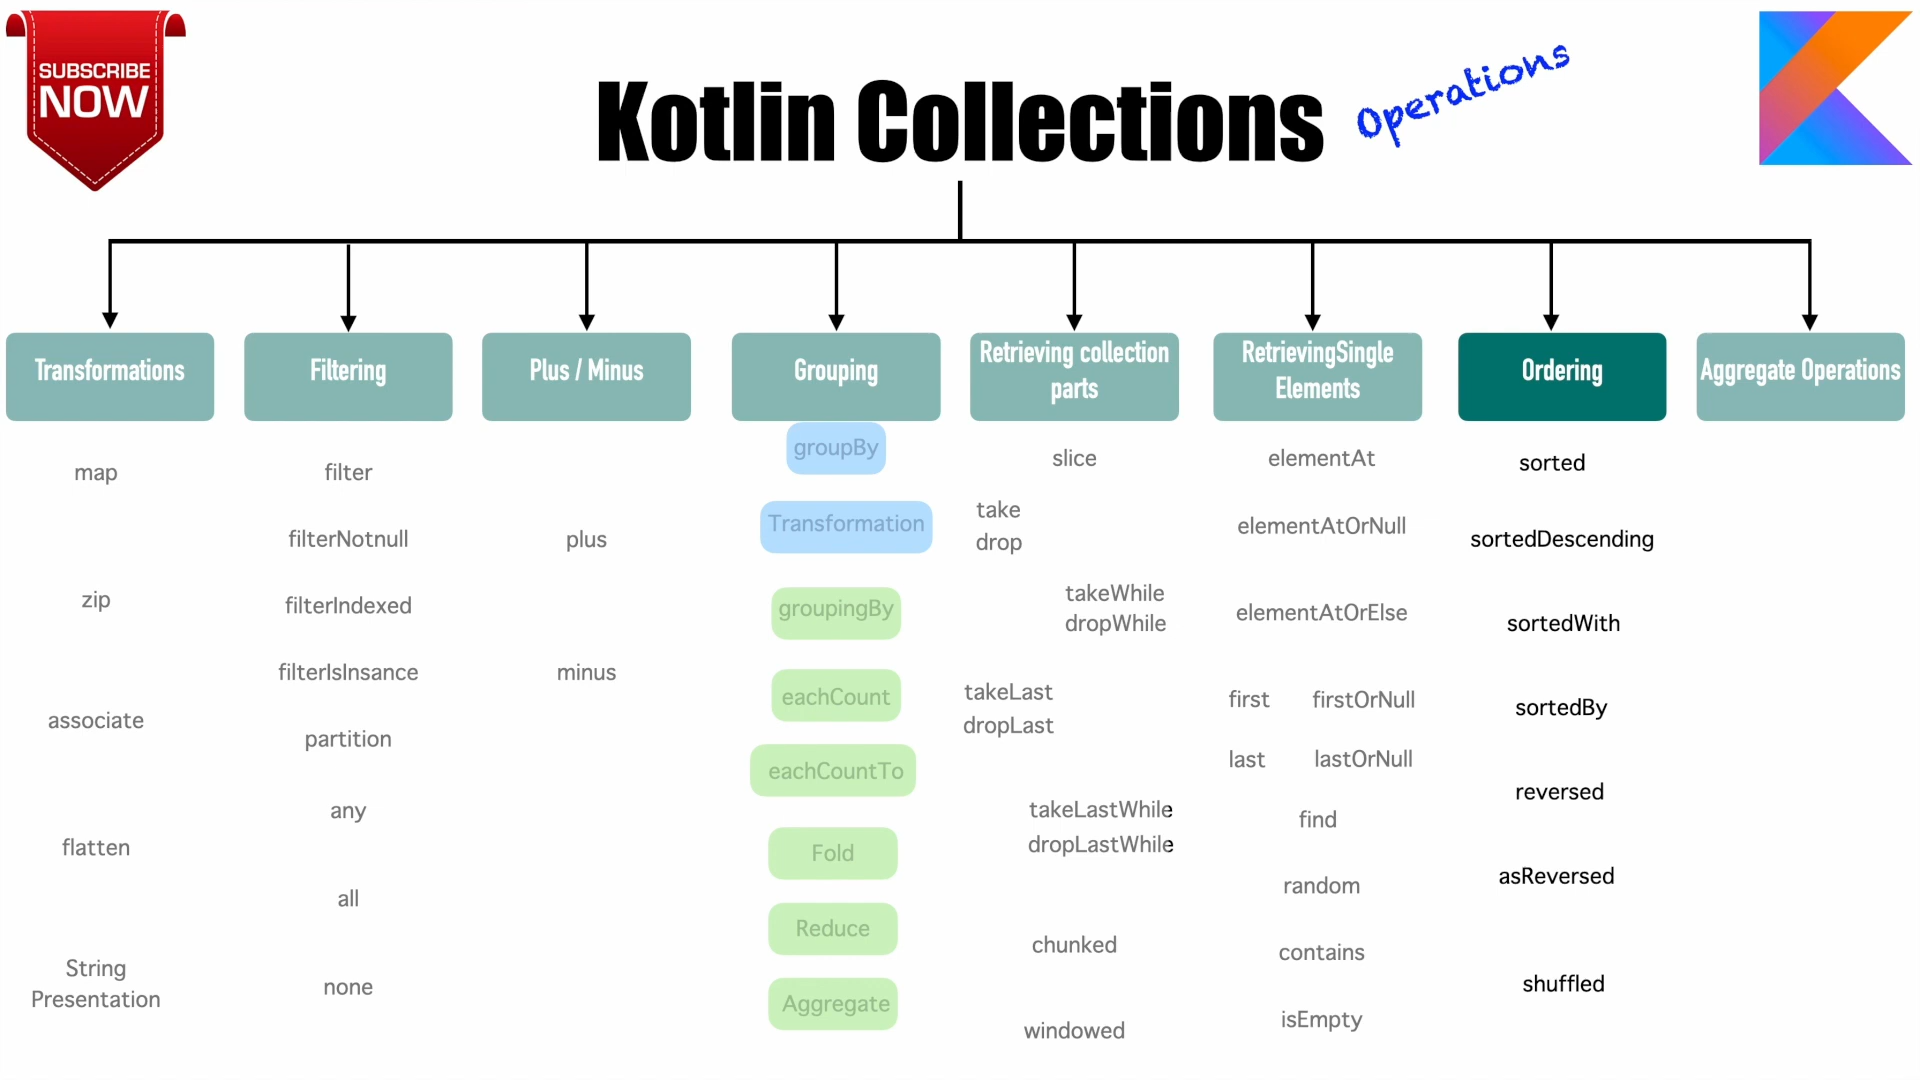 SUBSCRIBE
NOW
Kotlin Collections
Operations
Transformations
map
zip
associate
flatten
String
Presentation
Filtering
filter
filterNotnull
filterIndexed
filterIsInsance
partition
any
all
none
Plus / Minus
plus
minus
Grouping
groupBy
Transformation
groupingBy
eachCount
eachCountTo
Fold
Reduce
Aggregate
Retrieving collection
parts
slice
take
drop
takeWhile
dropWhile
takeLast
dropLast
takeLastWhile
dropLastWhile
chunked
windowed
RetrievingSingle
Elements
elementAt
elementAtOrNull
elementAtOrElse
first firstOrNull
last lastOrNull
find
random
contains
isEmpty
Ordering
sorted
sortedDescending
sortedWith
sortedBy
reversed
asReversed
shuffled
Aggregate Operations